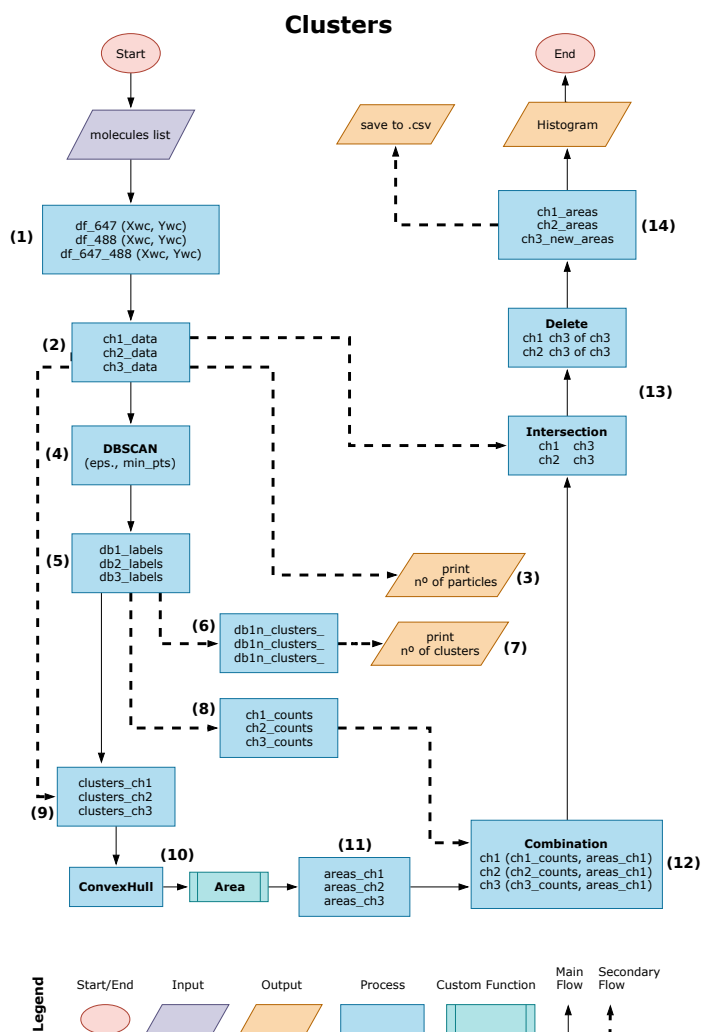 Clusters
Start
End
molecules list
save to .csv
Histogram
(1)
df_647 (Xwc, Ywc)
df_488 (Xwc, Ywc)
df_647_488 (Xwc, Ywc)
ch1_areas
ch2_areas
ch3_new_areas
(14)
(2)
ch1_data
ch2_data
ch3_data
Delete
ch1 ch3 of ch3
ch2 ch3 of ch3
(13)
(4)
DBSCAN
(eps., min_pts)
Intersection
ch1 ch3
ch2 ch3
(5)
db1_labels
db2_labels
db3_labels
print
nº of particles
(3)
(6)
db1n_clusters_
db1n_clusters_
db1n_clusters_
print
nº of clusters
(7)
(8)
ch1_counts
ch2_counts
ch3_counts
(9)
clusters_ch1
clusters_ch2
clusters_ch3
(10)
ConvexHull
Area
(11)
areas_ch1
areas_ch2
areas_ch3
Combination
ch1 (ch1_counts, areas_ch1)
ch2 (ch2_counts, areas_ch1)
ch3 (ch3_counts, areas_ch1)
(12)
Legend
Start/End
Input
Output
Process
Custom Function
Main
Flow
Secondary
Flow